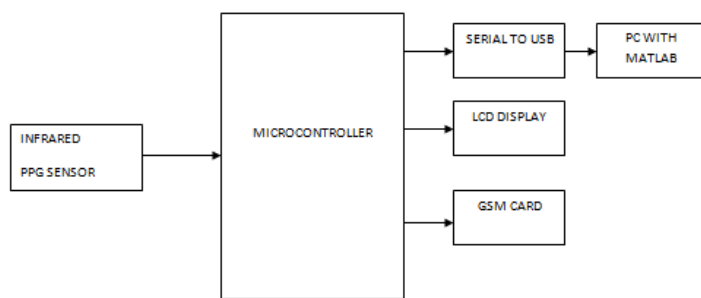 INFRARED
PPG SENSOR
MICROCONTROLLER
SERIAL TO USB
PC WITH
MATLAB
LCD DISPLAY
GSM CARD